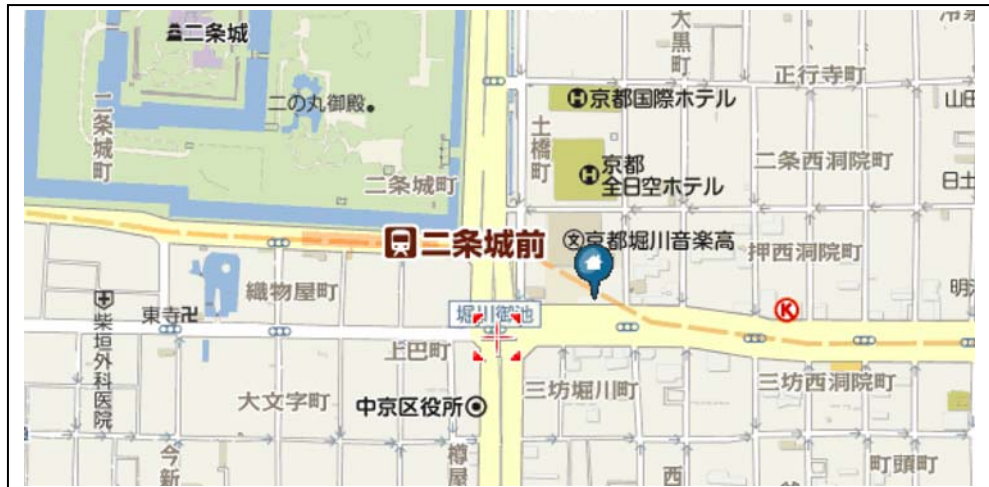 二条城
大黒町
正行寺町
京都国際ホテル
二の丸御殿
二条城町
土橋町
二条西洞院町
京都
全日空ホテル
二条城町
二条城前
京都堀川音楽高
押西洞院町
織物屋町
堀川御池
東寺
柴垣外科医院
上巴町
K
三坊堀川町
三坊西洞院町
大文字町
中京区役所
樽屋
今新
西
町頭町